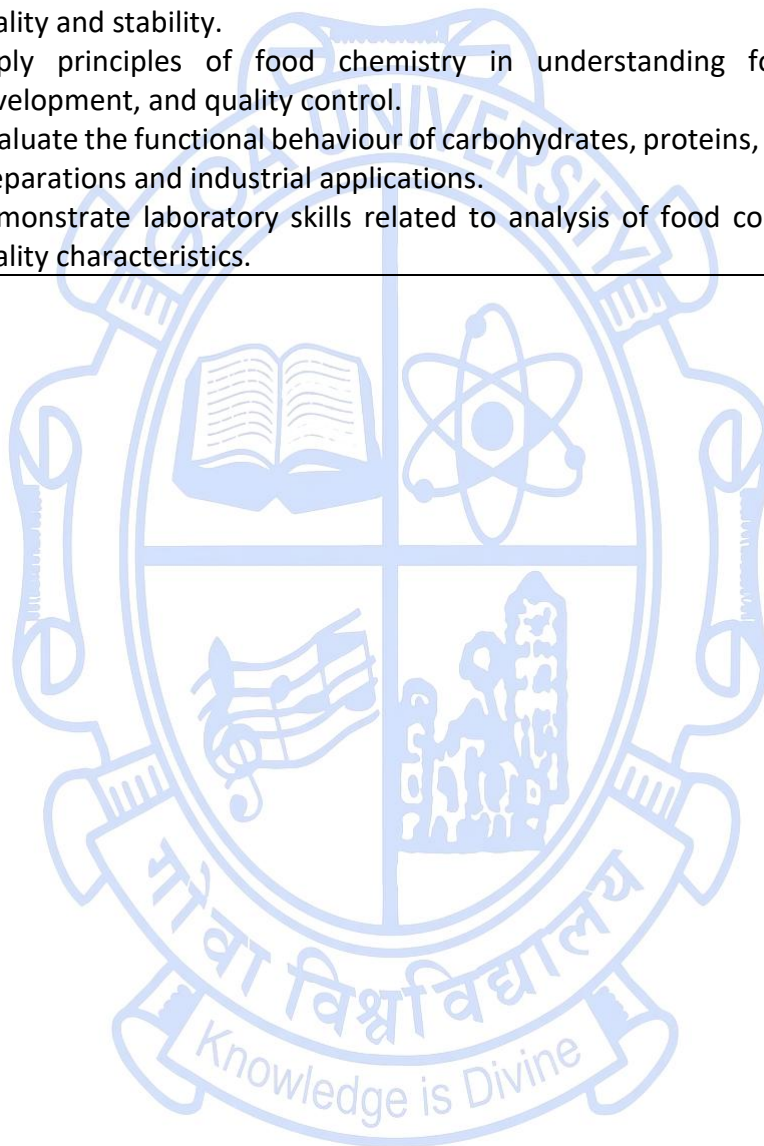 ality and stability.
ply principles of food chemistry in understanding fo
velopment, and quality control.
aluate the functional behaviour of carbohydrates, proteins,
eparations and industrial applications.
monstrate laboratory skills related to analysis of food co
ality characteristics.
GOA UNIVERSITY
गोंवा विश्वविद्यालय
Knowledge is Divine